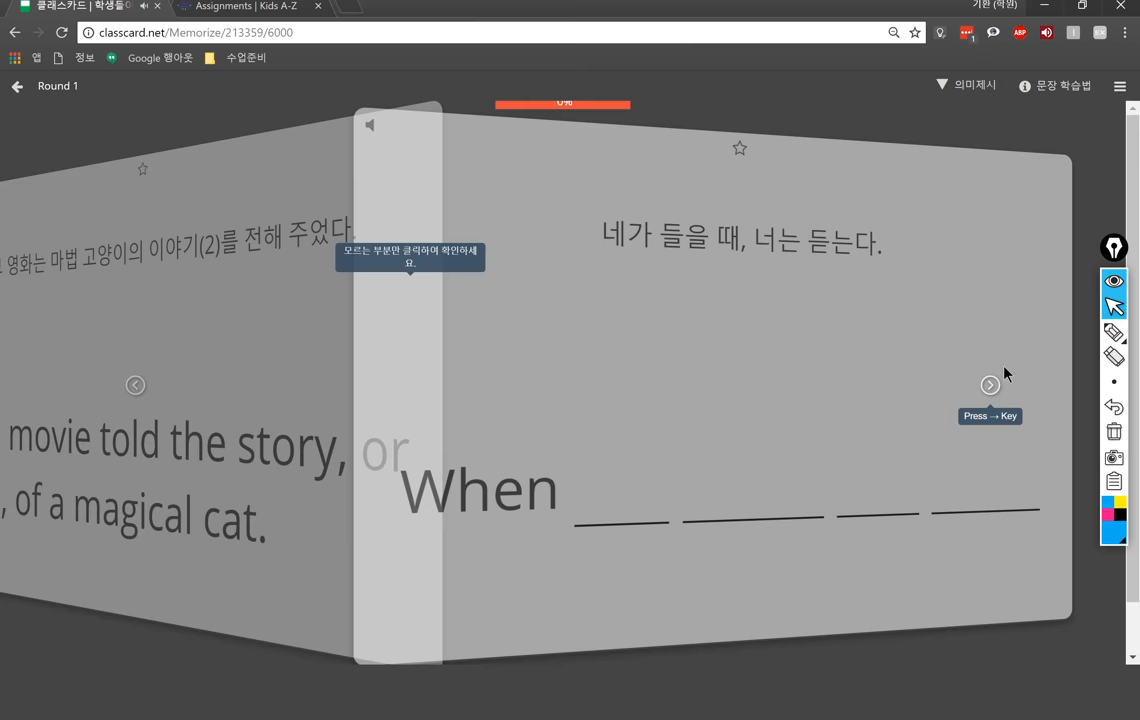 클래스카드 | 학생들이
Assignments | Kids A-Z
기환 (학원)
classcard.net/Memorize/213359/6000
1
ABP
앱
정보
Google 행아웃
수업준비
Round 1
의미제시
문장 학습법
0%
영화는 마법 고양이의 이야기(2)를 전해 주었다.
네가 들을 때, 너는 듣는다.
모르는 부분만 클릭하여 확인하세
요.
Press → Key
movie told the story, or
, of a magical cat.
When